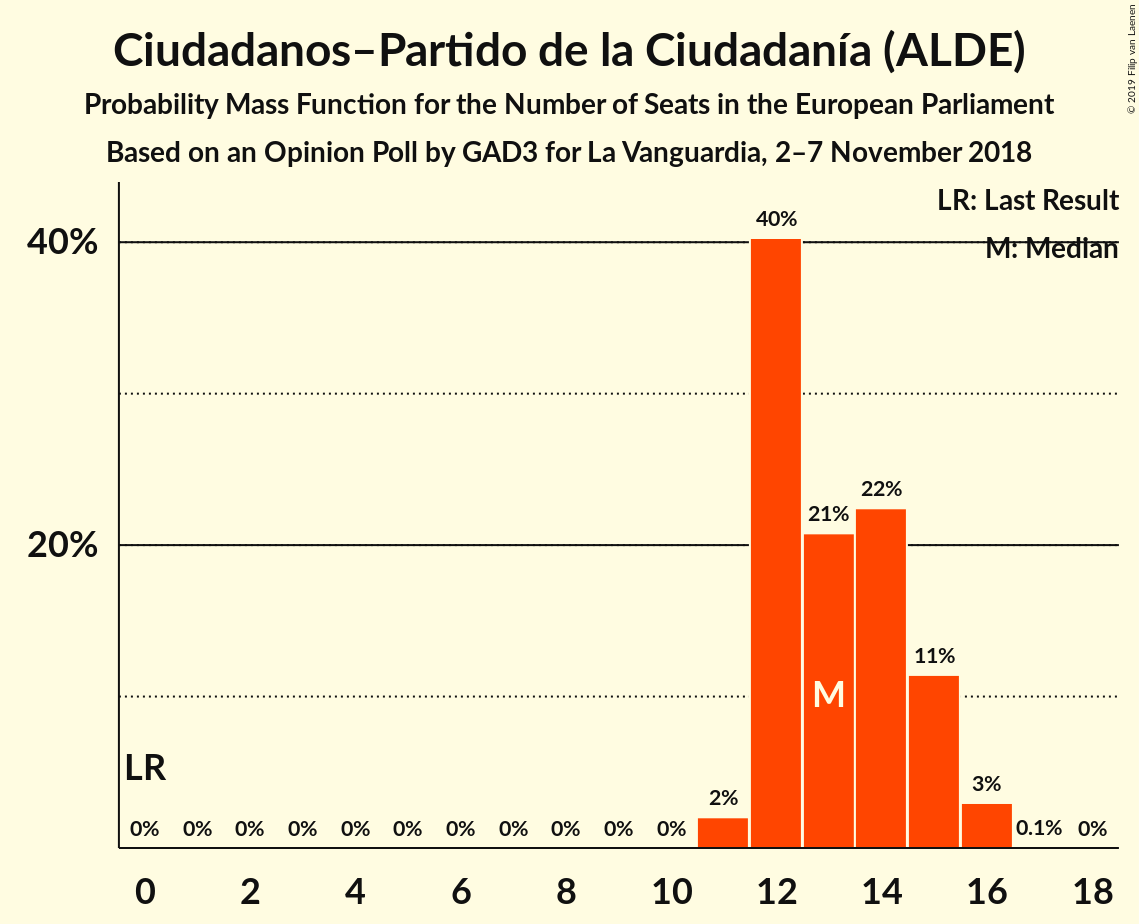 Ciudadanos–Partido de la Ciudadanía (ALDE)
Probability Mass Function for the Number of Seats in the European Parliament
Based on an Opinion Poll by GAD3 for La Vanguardia, 2–7 November 2018
© 2019 Filip van Laenen
LR: Last Result
M: Median
40%
20%
40%
22%
21%
11%
M
LR
3%
2%
0% 0% 0% 0% 0% 0% 0% 0% 0% 0% 0% 0.1% 0%
0 2 4 6 8 10 12 14 16 18